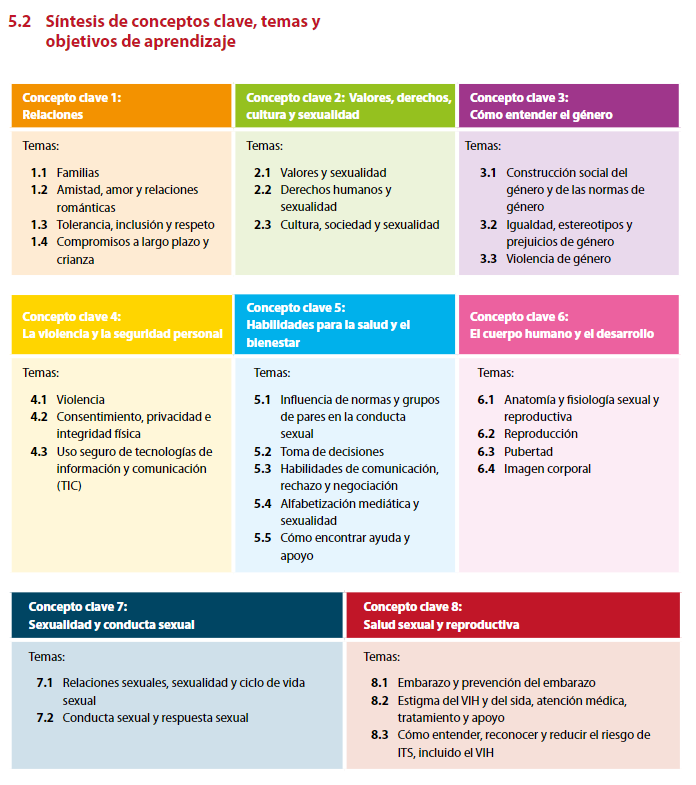 5.2 Síntesis de conceptos clave, temas y
objetivos de aprendizaje
Concepto clave 1:
Relaciones
Temas:
1.1 Familias
1.2 Amistad, amor y relaciones
románticas
1.3 Tolerancia, inclusión y respeto
1.4 Compromisos a largo plazo y
crianza
Concepto clave 2: Valores, derechos,
cultura y sexualidad
Temas:
2.1 Valores y sexualidad
2.2 Derechos humanos y
sexualidad
2.3 Cultura, sociedad y sexualidad
Concepto clave 3:
Cómo entender el género
Temas:
3.1 Construcción social del
género y de las normas de
género
3.2 Igualdad, estereotipos y
prejuicios de género
3.3 Violencia de género
Concepto clave 4:
La violencia y la seguridad personal
Temas:
4.1 Violencia
4.2 Consentimiento, privacidad e
integridad física
4.3 Uso seguro de tecnologías de
información y comunicación
(TIC)
Concepto clave 5:
Habilidades para la salud y el
bienestar
Temas:
5.1 Influencia de normas y grupos
de pares en la conducta
sexual
5.2 Toma de decisiones
5.3 Habilidades de comunicación,
rechazo y negociación
5.4 Alfabetización mediática y
sexualidad
5.5 Cómo encontrar ayuda y
apoyo
Concepto clave 6:
El cuerpo humano y el desarrollo
Temas:
6.1 Anatomía y fisiología sexual y
reproductiva
6.2 Reproducción
6.3 Pubertad
6.4 Imagen corporal
Concepto clave 7:
Sexualidad y conducta sexual
Temas:
7.1 Relaciones sexuales, sexualidad y ciclo de vida
sexual
7.2 Conducta sexual y respuesta sexual
Concepto clave 8:
Salud sexual y reproductiva
Temas:
8.1 Embarazo y prevención del embarazo
8.2 Estigma del VIH y del sida, atención médica,
tratamiento y apoyo
8.3 Cómo entender, reconocer y reducir el riesgo de
ITS, incluido el VIH